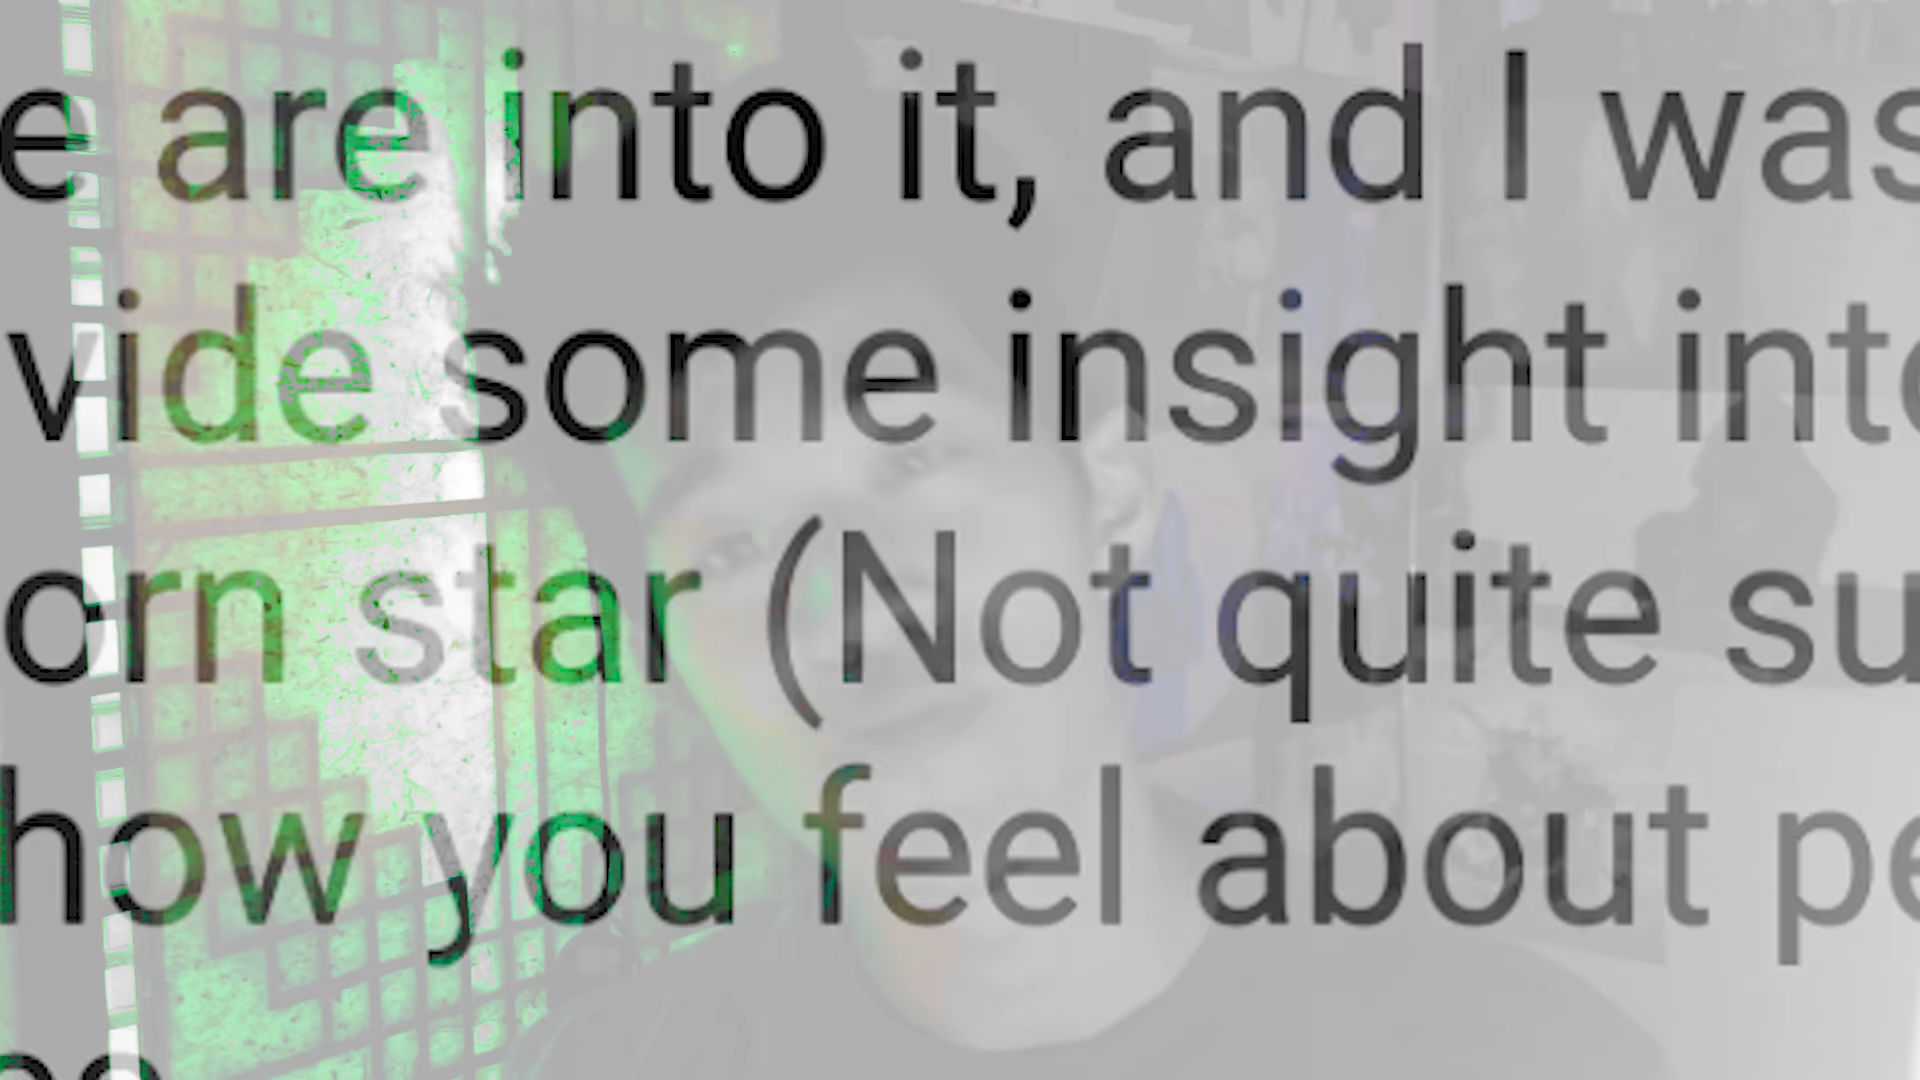 e are into it, and I was
vide some insight into
orn star (Not quite su
how you feel about pe